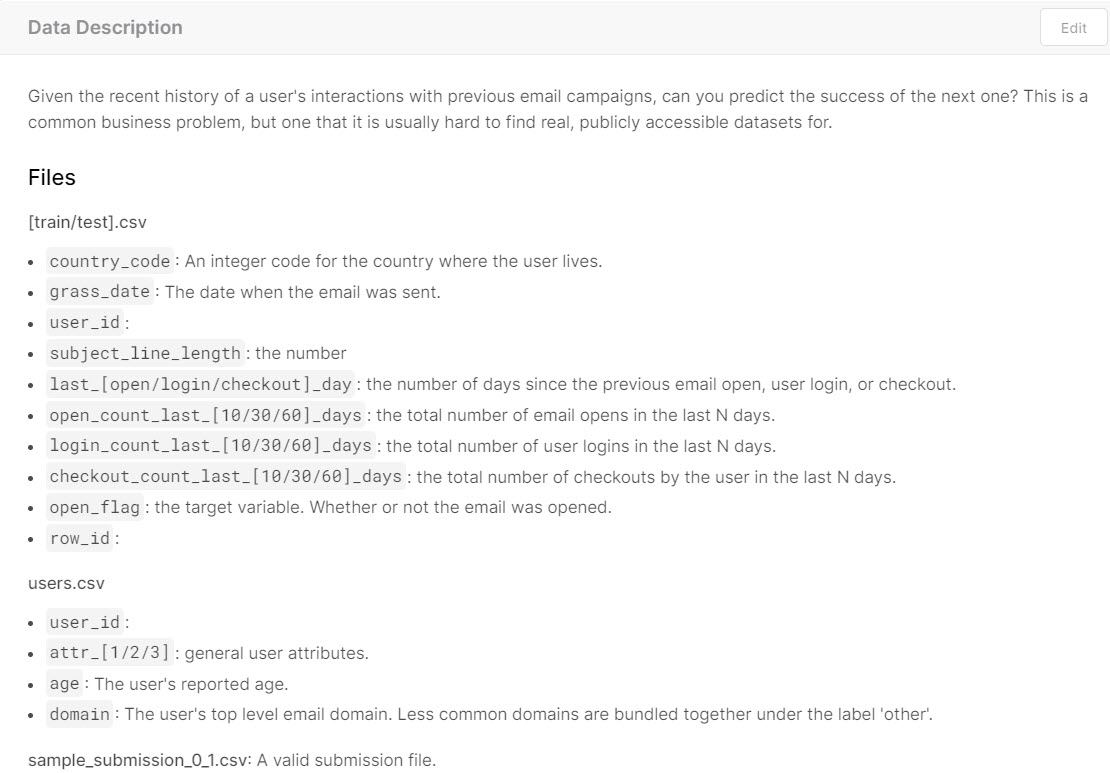 Data Description
Edit
Given the recent history of a user's interactions with previous email campaigns, can you predict the success of the next one? This is a
common business problem, but one that it is usually hard to find real, publicly accessible datasets for.
Files
[train/test].csv
• country_code: An integer code for the country where the user lives.
• grass_date: The date when the email was sent.
• user_id:
• subject_line_length: the number
• last_[open/login/checkout]_day: the number of days since the previous email open, user login, or checkout.
• open_count_last_[10/30/60]_days: the total number of email opens in the last N days.
• login_count_last_[10/30/60]_days: the total number of user logins in the last N days.
• checkout_count_last_[10/30/60]_days: the total number of checkouts by the user in the last N days.
• open_flag: the target variable. Whether or not the email was opened.
• row_id:
users.csv
• user_id:
• attr_[1/2/3]: general user attributes.
• age: The user's reported age.
• domain: The user's top level email domain. Less common domains are bundled together under the label 'other'.
sample_submission_0_1.csv: A valid submission file.